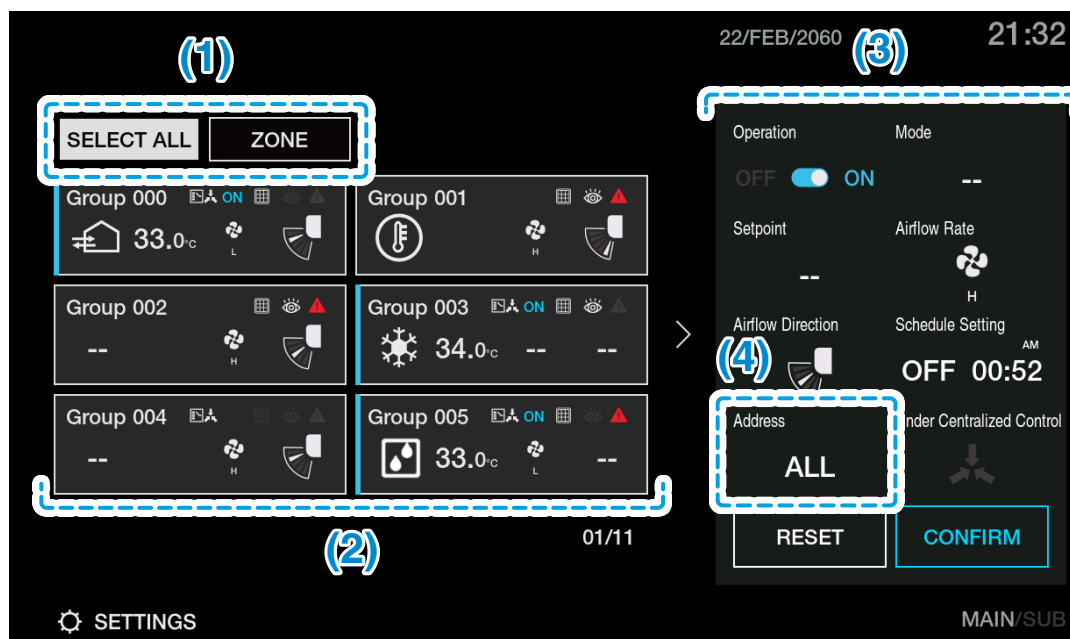 (1)
22/FEB/2060
(3)
21:32
SELECT ALL
ZONE
Group 000 ON
33.0°C
L
Group 001
H
Group 002
--
H
Group 003 ON
34.0°C -- --
Group 004
--
H
Group 005 ON
33.0°C
L
--
(2)
01/11
Operation
OFF ON
Mode
--
Setpoint
--
Airflow Rate
H
Airflow Direction
(4)
Schedule Setting
AM
OFF 00:52
Address
ALL
nder Centralized Control
RESET
CONFIRM
SETTINGS
MAIN/SUB